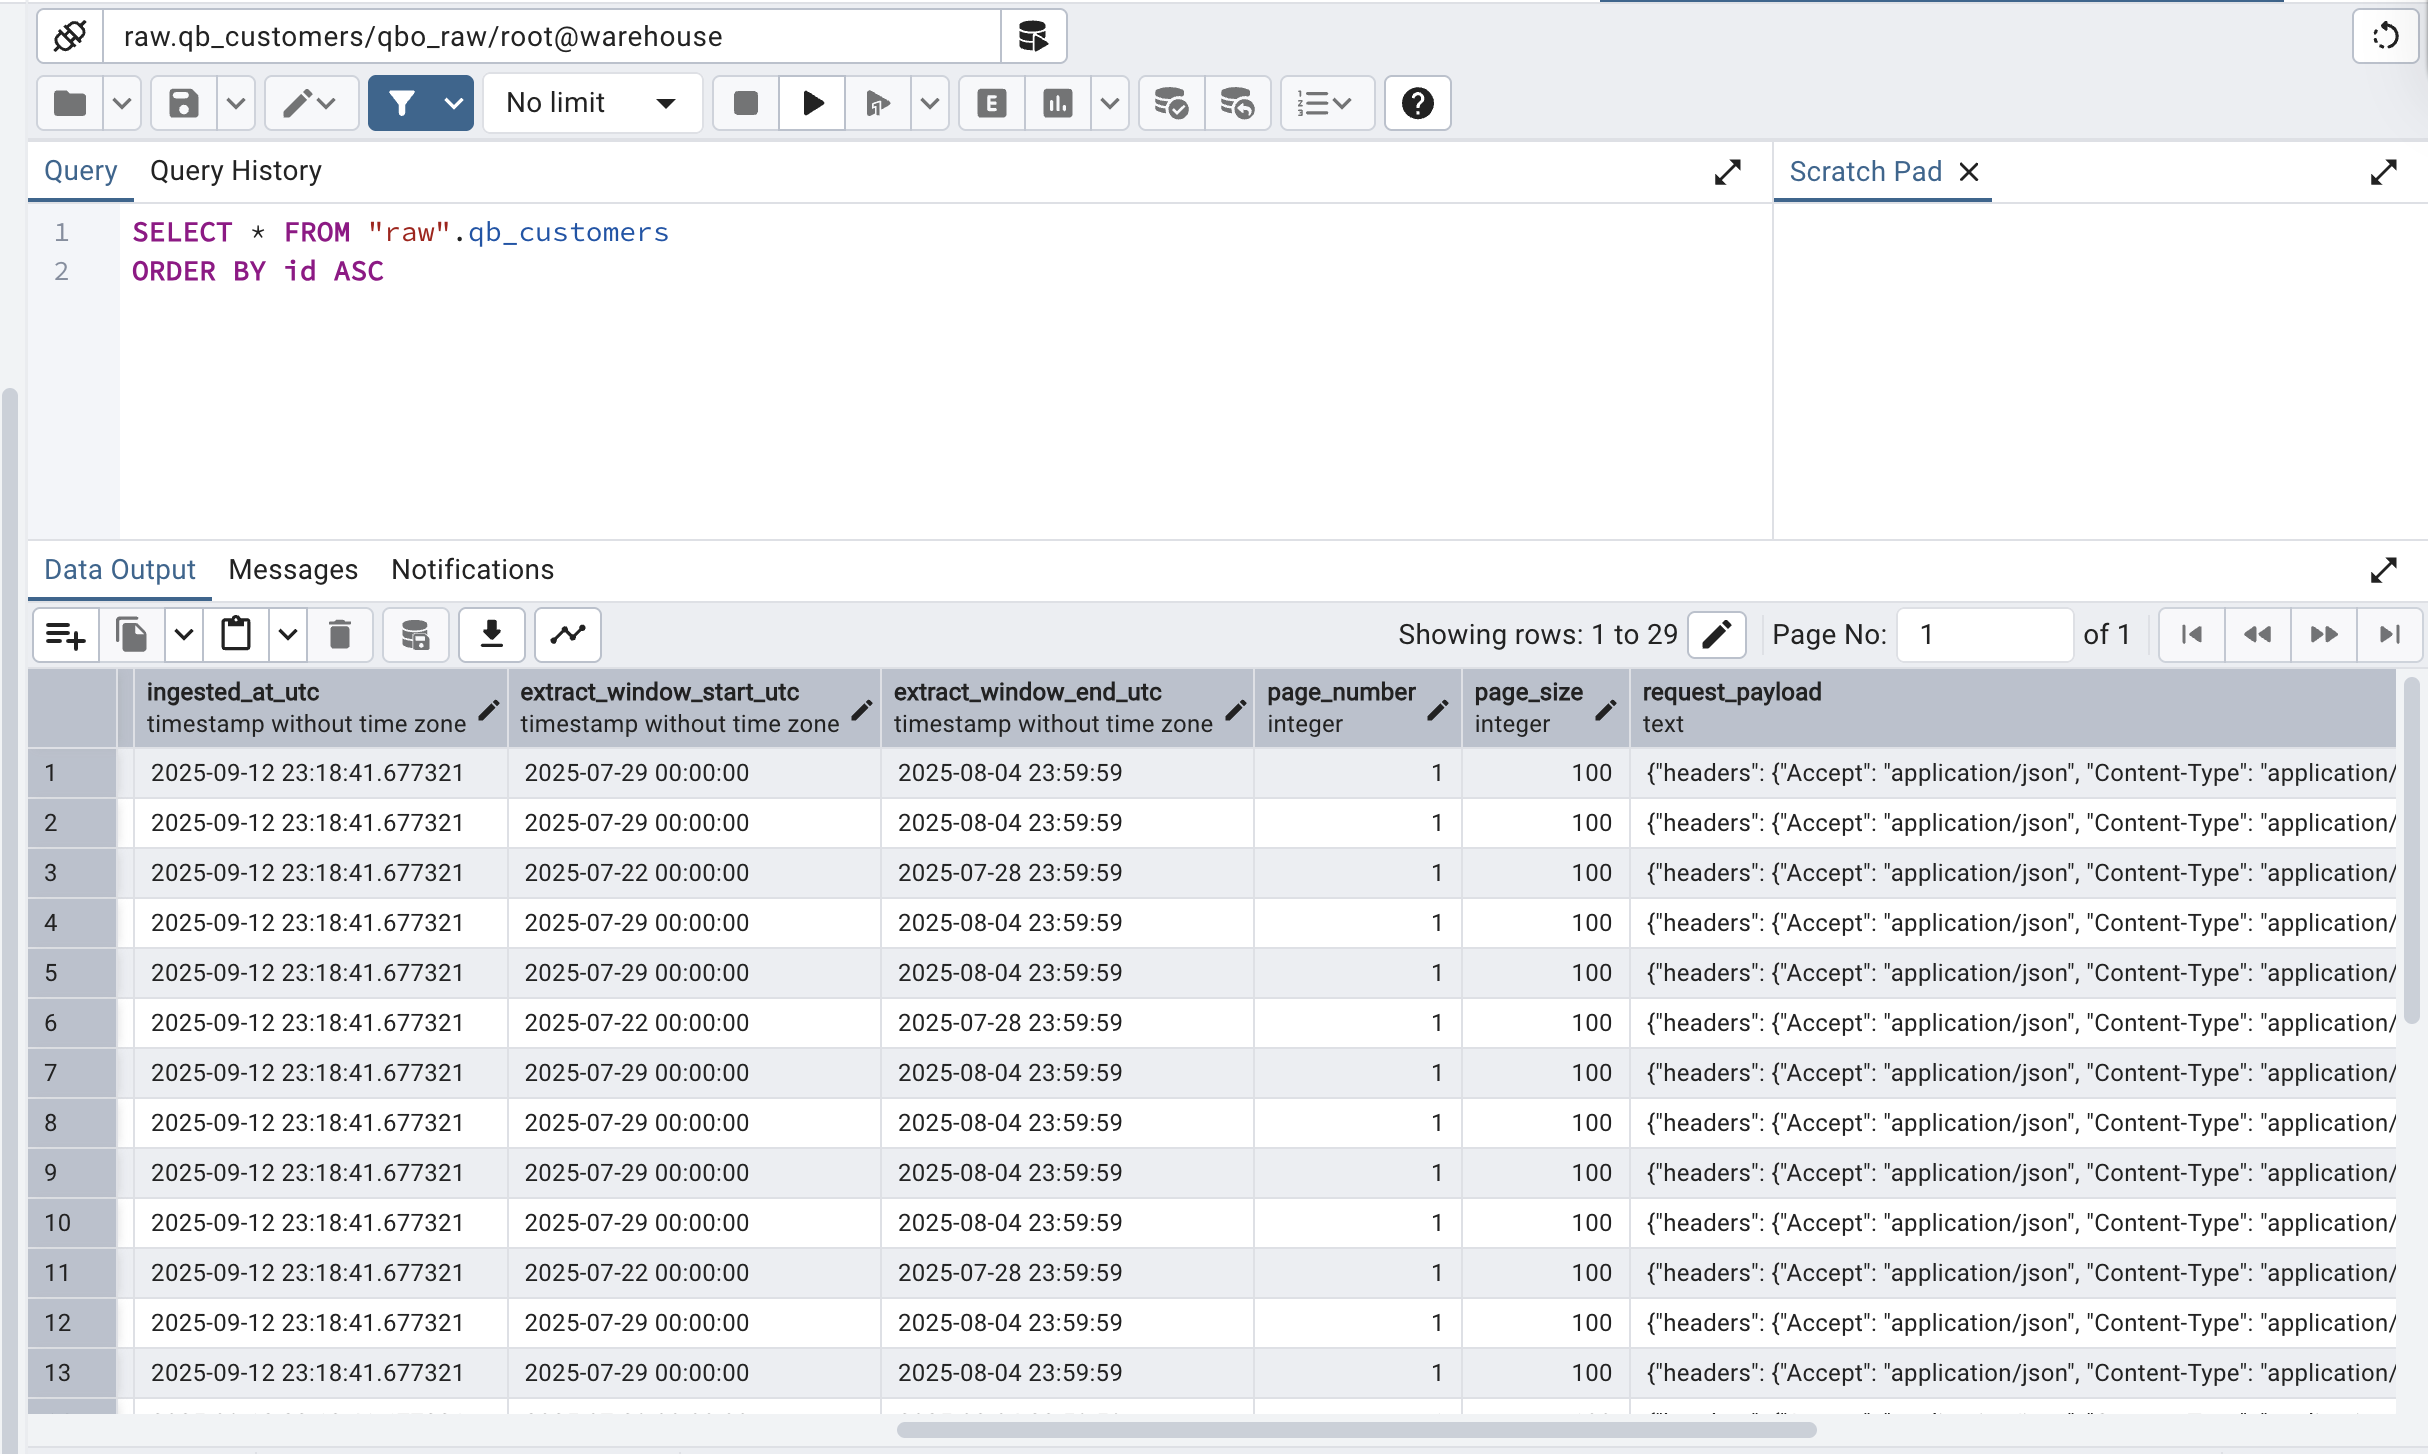 raw.qb_customers/qbo_raw/root@warehouse
No limit
Query Query History Scratch Pad
1 SELECT * FROM "raw".qb_customers
2 ORDER BY id ASC
Data Output Messages Notifications
Showing rows: 1 to 29 Page No: 1 of 1
ingested_at_utc extract_window_start_utc extract_window_end_utc page_number page_size request_payload
timestamp without time zone timestamp without time zone timestamp without time zone integer integer text
1 2025-09-12 23:18:41.677321 2025-07-29 00:00:00 2025-08-04 23:59:59 1 100 {"headers": {"Accept": "application/json", "Content-Type": "application/
2 2025-09-12 23:18:41.677321 2025-07-29 00:00:00 2025-08-04 23:59:59 1 100 {"headers": {"Accept": "application/json", "Content-Type": "application/
3 2025-09-12 23:18:41.677321 2025-07-22 00:00:00 2025-07-28 23:59:59 1 100 {"headers": {"Accept": "application/json", "Content-Type": "application/
4 2025-09-12 23:18:41.677321 2025-07-29 00:00:00 2025-08-04 23:59:59 1 100 {"headers": {"Accept": "application/json", "Content-Type": "application/
5 2025-09-12 23:18:41.677321 2025-07-29 00:00:00 2025-08-04 23:59:59 1 100 {"headers": {"Accept": "application/json", "Content-Type": "application/
6 2025-09-12 23:18:41.677321 2025-07-22 00:00:00 2025-07-28 23:59:59 1 100 {"headers": {"Accept": "application/json", "Content-Type": "application/
7 2025-09-12 23:18:41.677321 2025-07-29 00:00:00 2025-08-04 23:59:59 1 100 {"headers": {"Accept": "application/json", "Content-Type": "application/
8 2025-09-12 23:18:41.677321 2025-07-29 00:00:00 2025-08-04 23:59:59 1 100 {"headers": {"Accept": "application/json", "Content-Type": "application/
9 2025-09-12 23:18:41.677321 2025-07-29 00:00:00 2025-08-04 23:59:59 1 100 {"headers": {"Accept": "application/json", "Content-Type": "application/
10 2025-09-12 23:18:41.677321 2025-07-29 00:00:00 2025-08-04 23:59:59 1 100 {"headers": {"Accept": "application/json", "Content-Type": "application/
11 2025-09-12 23:18:41.677321 2025-07-22 00:00:00 2025-07-28 23:59:59 1 100 {"headers": {"Accept": "application/json", "Content-Type": "application/
12 2025-09-12 23:18:41.677321 2025-07-29 00:00:00 2025-08-04 23:59:59 1 100 {"headers": {"Accept": "application/json", "Content-Type": "application/
13 2025-09-12 23:18:41.677321 2025-07-29 00:00:00 2025-08-04 23:59:59 1 100 {"headers": {"Accept": "application/json", "Content-Type": "application/